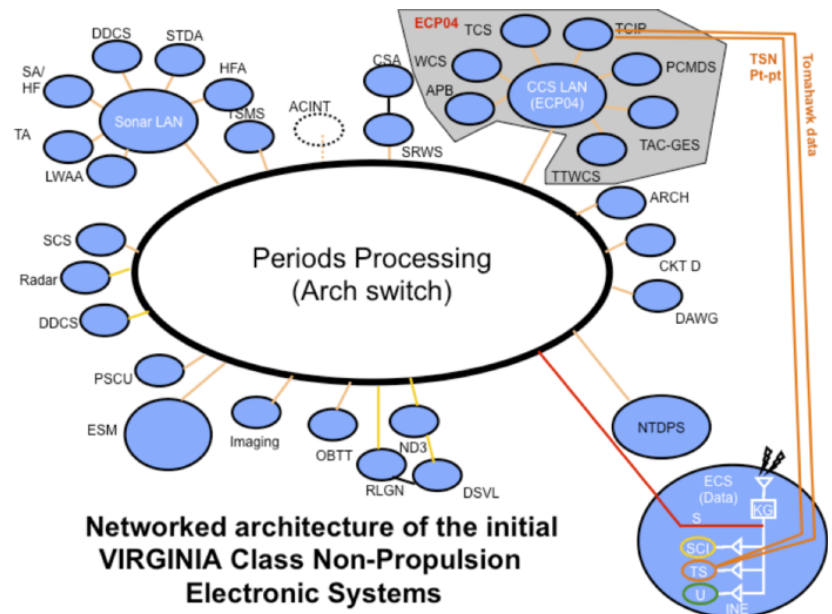 ECP04
DDCS
STDA
SA/
HF
HFA
Sonar LAN
TA
LWAA
TSMS
ACINT
CSA
SRWS
TCS
TCIP
WCS
APB
CCS LAN
(ECP04)
PCMDS
TAC-GES
TTWCS
TSN
Pt-pt
Tomahawk data
ARCH
CKT D
DAWG
SCS
Radar
DDCS
PSCU
ESM
Imaging
OBTT
RLGN
ND3
DSVL
NTDPS
Periods Processing
(Arch switch)
ECS
(Data)
S
KG
SCI
TS
U
INE
Networked architecture of the initial
VIRGINIA Class Non-Propulsion
Electronic Systems